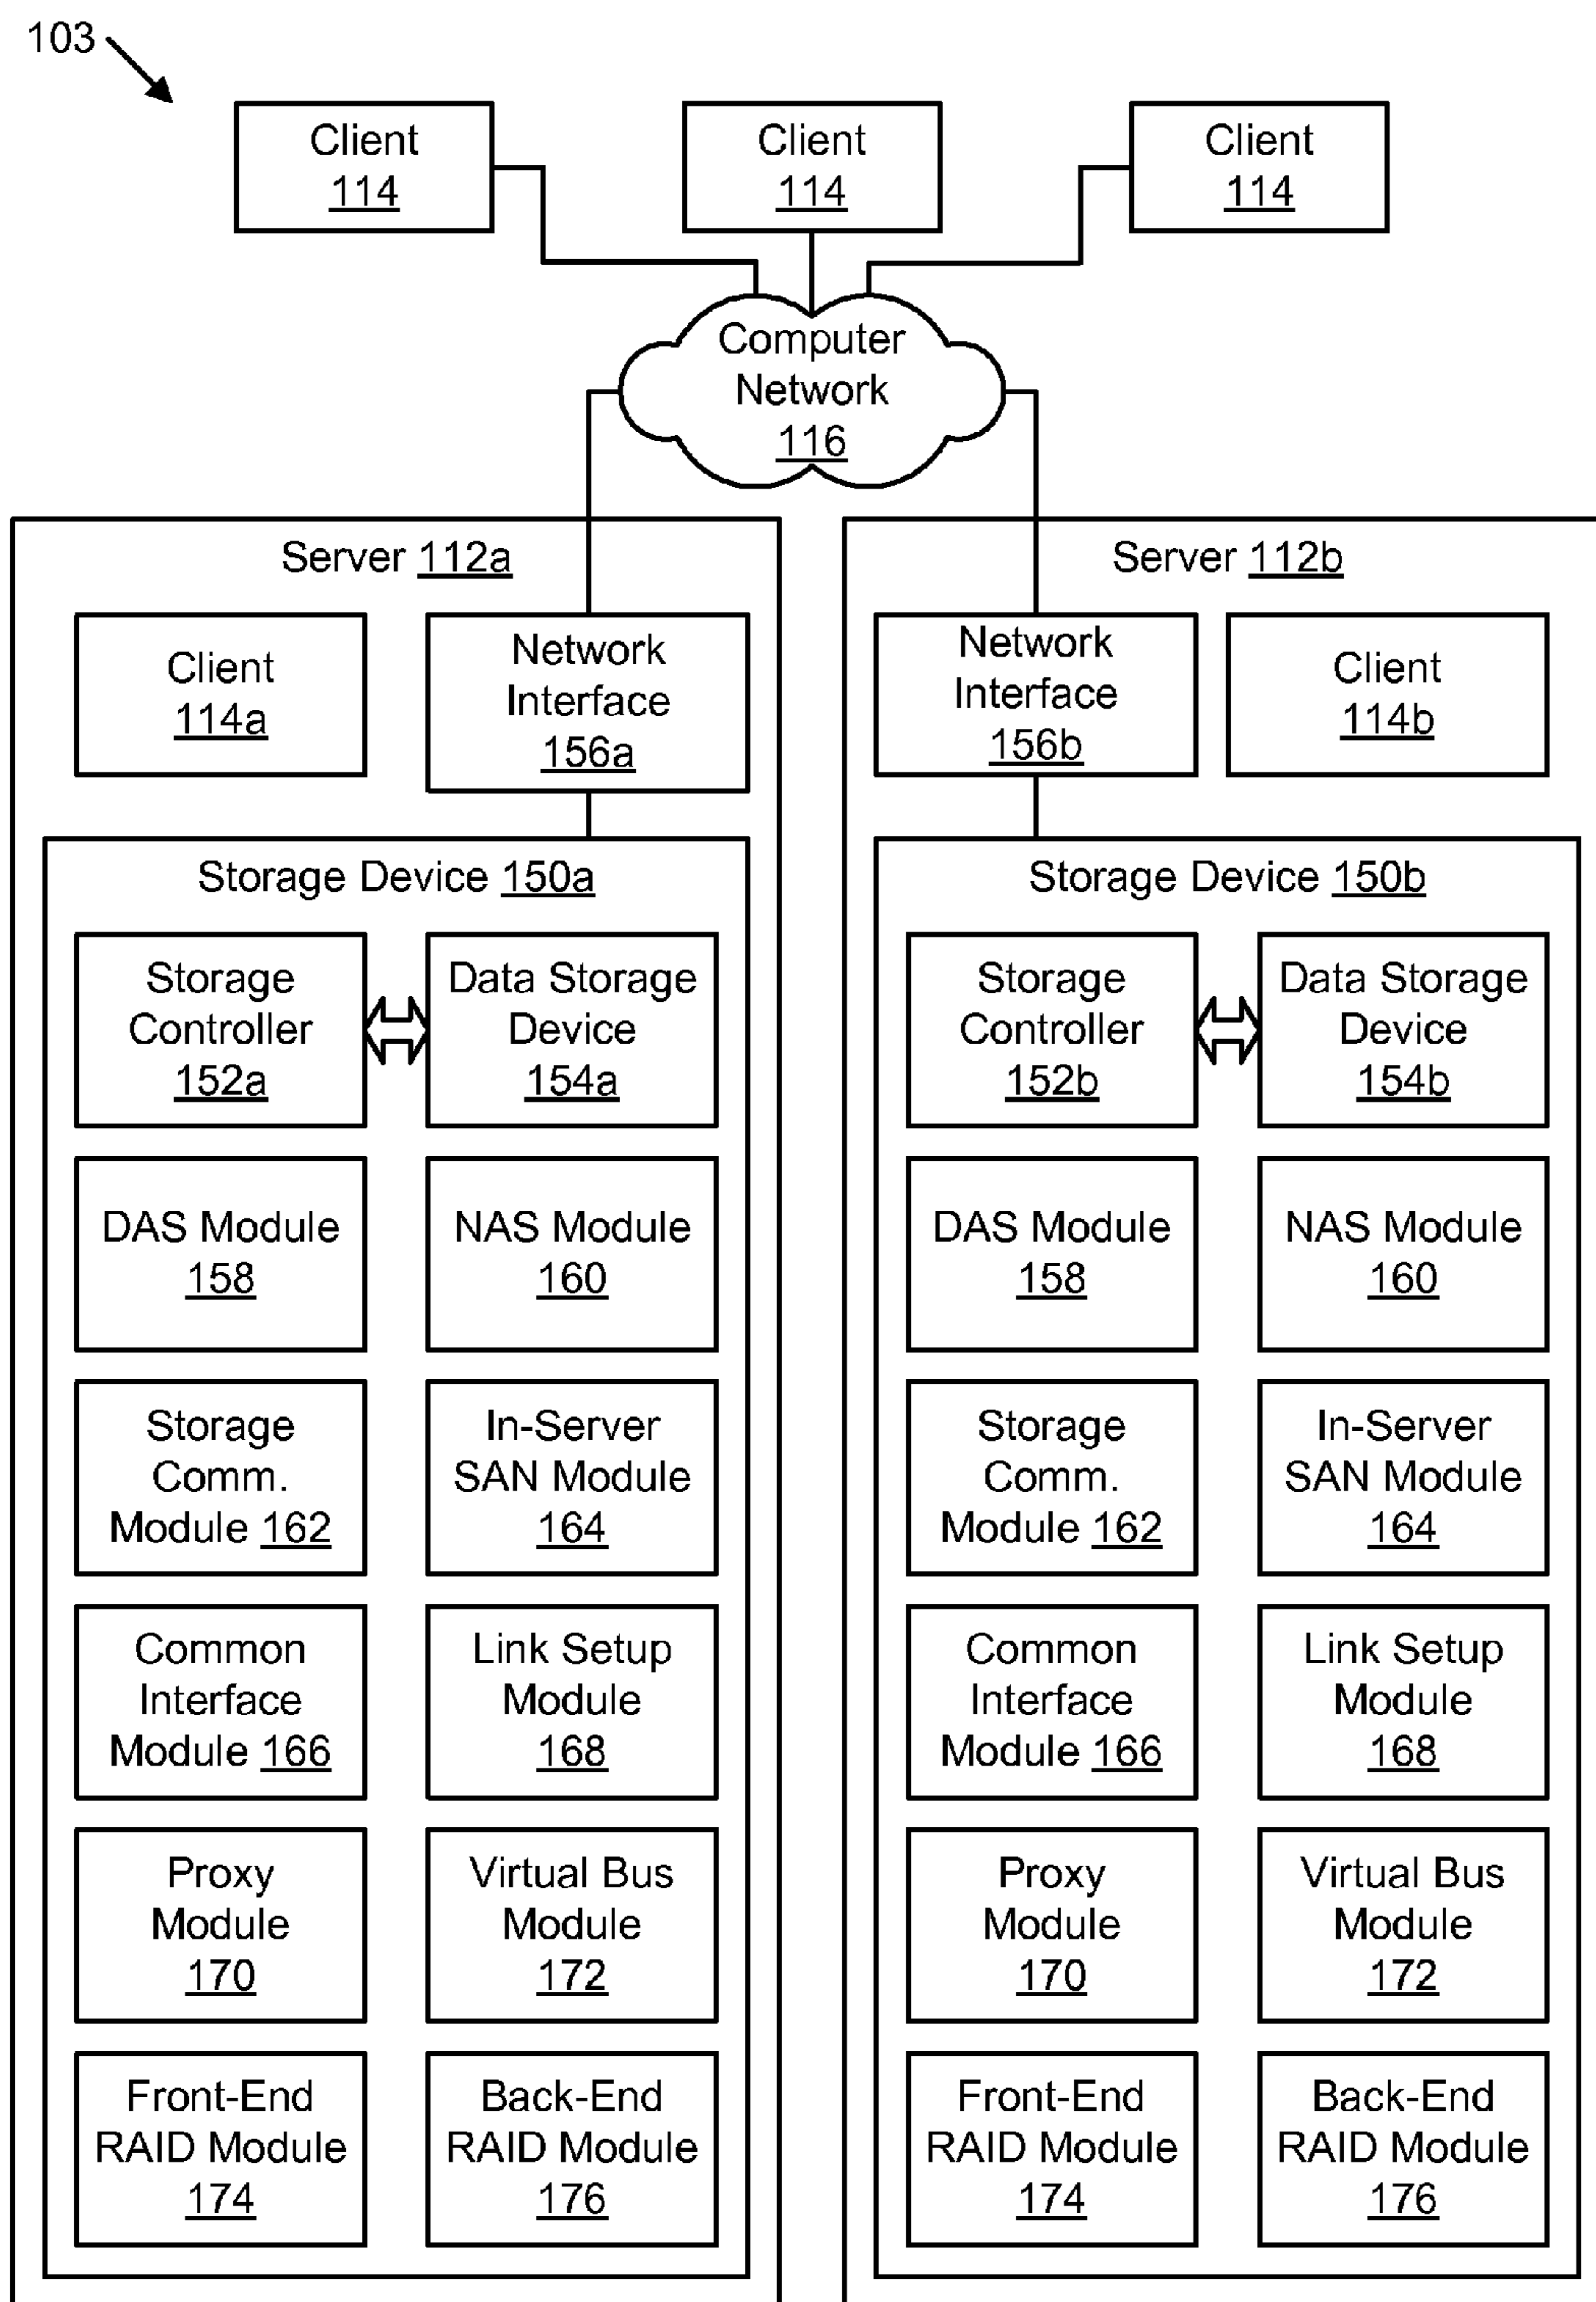 103
Client
114
Client
114
Client
114
Computer
Network
116
Server 112a
Client
114a
Network
Interface
156a
Storage Device 150a
Storage
Controller
152a
Data Storage
Device
154a
DAS Module
158
NAS Module
160
Storage
Comm.
Module 162
In-Server
SAN Module
164
Common
Interface
Module 166
Link Setup
Module
168
Proxy
Module
170
Virtual Bus
Module
172
Front-End
RAID Module
174
Back-End
RAID Module
176
Server 112b
Network
Interface
156b
Client
114b
Storage Device 150b
Storage
Controller
152b
Data Storage
Device
154b
DAS Module
158
NAS Module
160
Storage
Comm.
Module 162
In-Server
SAN Module
164
Common
Interface
Module 166
Link Setup
Module
168
Proxy
Module
170
Virtual Bus
Module
172
Front-End
RAID Module
174
Back-End
RAID Module
176